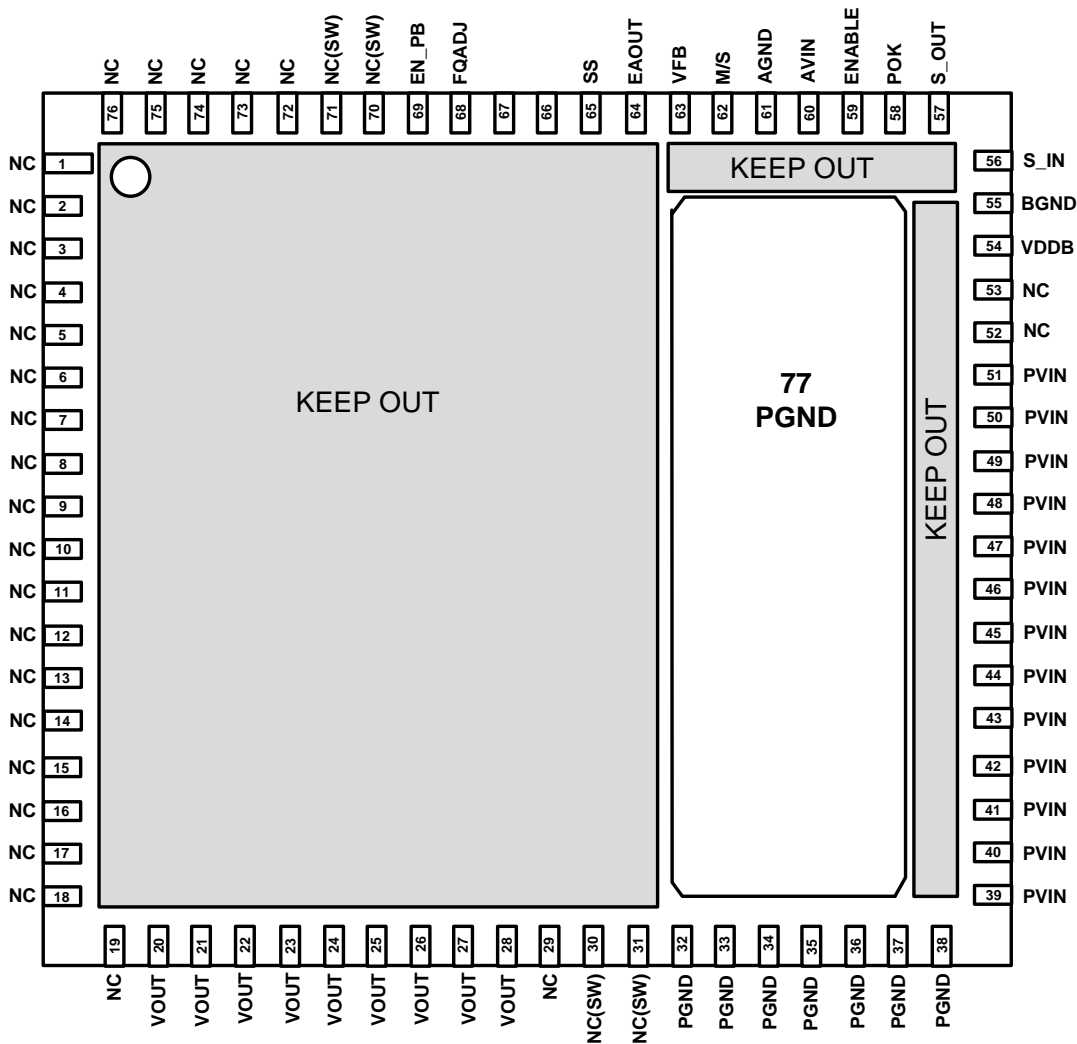 NC NC NC NC NC NC(SW) NC(SW) EN_PB FQADJ SS EAOUT VFB M/S AGND AVIN ENABLE POK S_OUT
76 75 74 73 72 71 70 69 68 67 66 65 64 63 62 61 60 59 58 57
NC 1
NC 2
NC 3
NC 4
NC 5
NC 6
NC 7
NC 8
NC 9
NC 10
NC 11
NC 12
NC 13
NC 14
NC 15
NC 16
NC 17
NC 18
KEEP OUT
KEEP OUT
77
PGND
KEEP OUT
56 S_IN
55 BGND
54 VDDB
53 NC
52 NC
51 PVIN
50 PVIN
49 PVIN
48 PVIN
47 PVIN
46 PVIN
45 PVIN
44 PVIN
43 PVIN
42 PVIN
41 PVIN
40 PVIN
39 PVIN
19 20 21 22 23 24 25 26 27 28 29 30 31 32 33 34 35 36 37 38
NC VOUT VOUT VOUT VOUT VOUT VOUT VOUT VOUT VOUT NC NC(SW) NC(SW) PGND PGND PGND PGND PGND PGND PGND